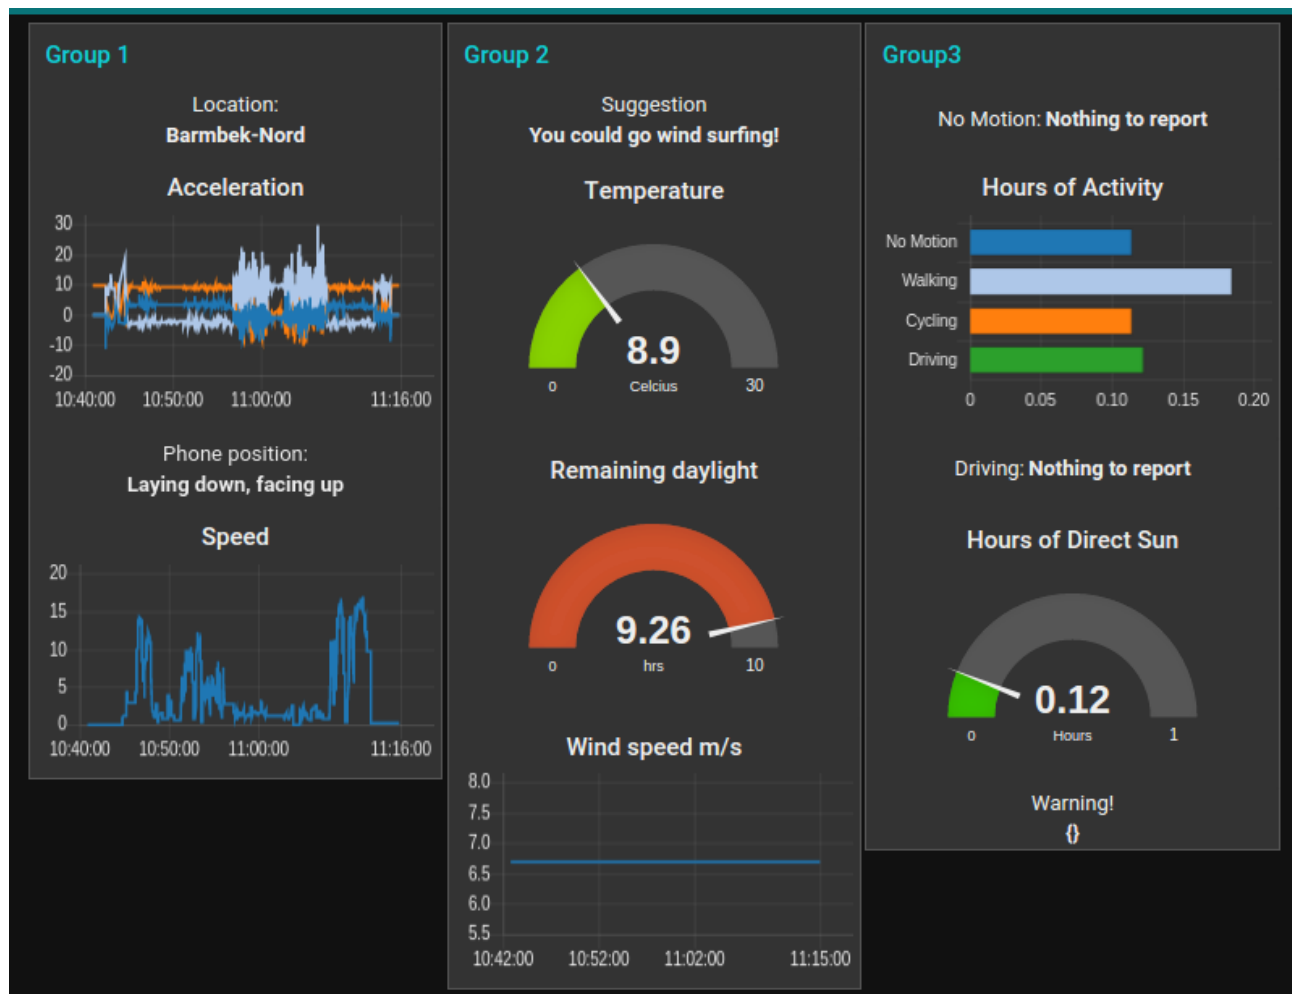 Group 1
Location:
Barmbek-Nord
Acceleration
30
20
10
0
-10
-20
10:40:00 10:50:00 11:00:00 11:16:00
Phone position:
Laying down, facing up
Speed
20
15
10
5
0
10:40:00 10:50:00 11:00:00 11:16:00
Group 2
Suggestion
You could go wind surfing!
Temperature
8.9
0 Celcius 30
Remaining daylight
9.26
0 hrs 10
Wind speed m/s
8.0
7.5
7.0
6.5
6.0
5.5
10:42:00 10:52:00 11:02:00 11:15:00
Group3
No Motion: Nothing to report
Hours of Activity
No Motion
Walking
Cycling
Driving
0 0.05 0.10 0.15 0.20
Driving: Nothing to report
Hours of Direct Sun
0.12
0 Hours 1
Warning!
{}